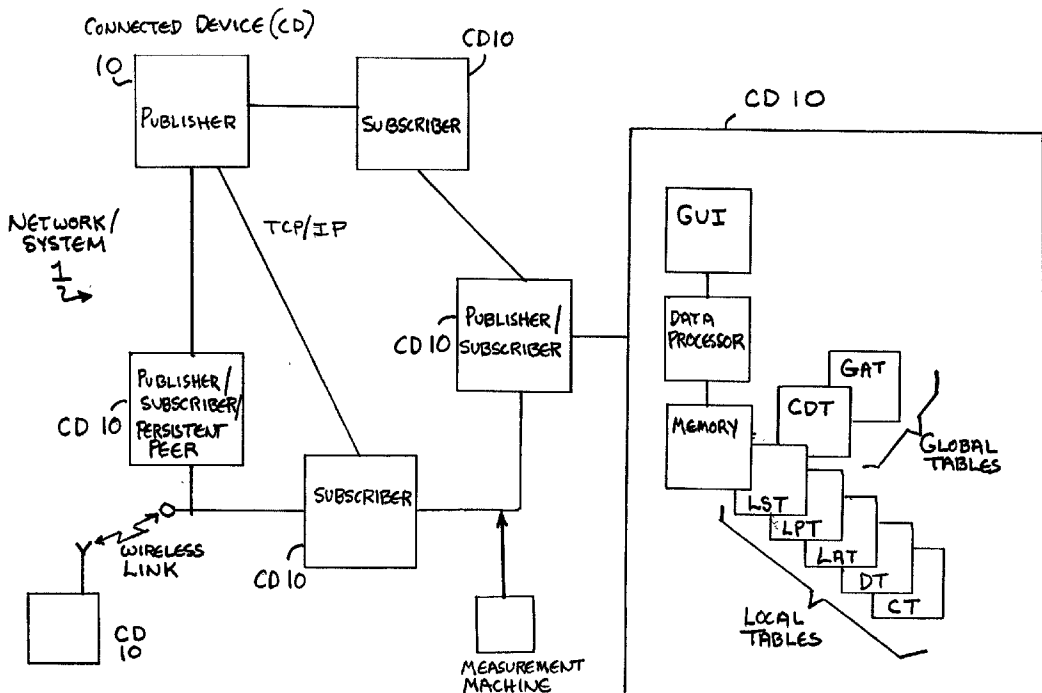 CONNECTED DEVICE (CD)
10
PUBLISHER
CD10
SUBSCRIBER
CD 10
NETWORK/
SYSTEM
1
TCP/IP
PUBLISHER/
SUBSCRIBER
CD 10
PUBLISHER/
SUBSCRIBER/
PERSISTENT
PEER
CD 10
SUBSCRIBER
CD 10
WIRELESS
LINK
CD
10
MEASUREMENT
MACHINE
GUI
DATA
PROCESSOR
MEMORY
GAT
CDT
GLOBAL
TABLES
LST
LPT
LAT
DT
CT
LOCAL
TABLES